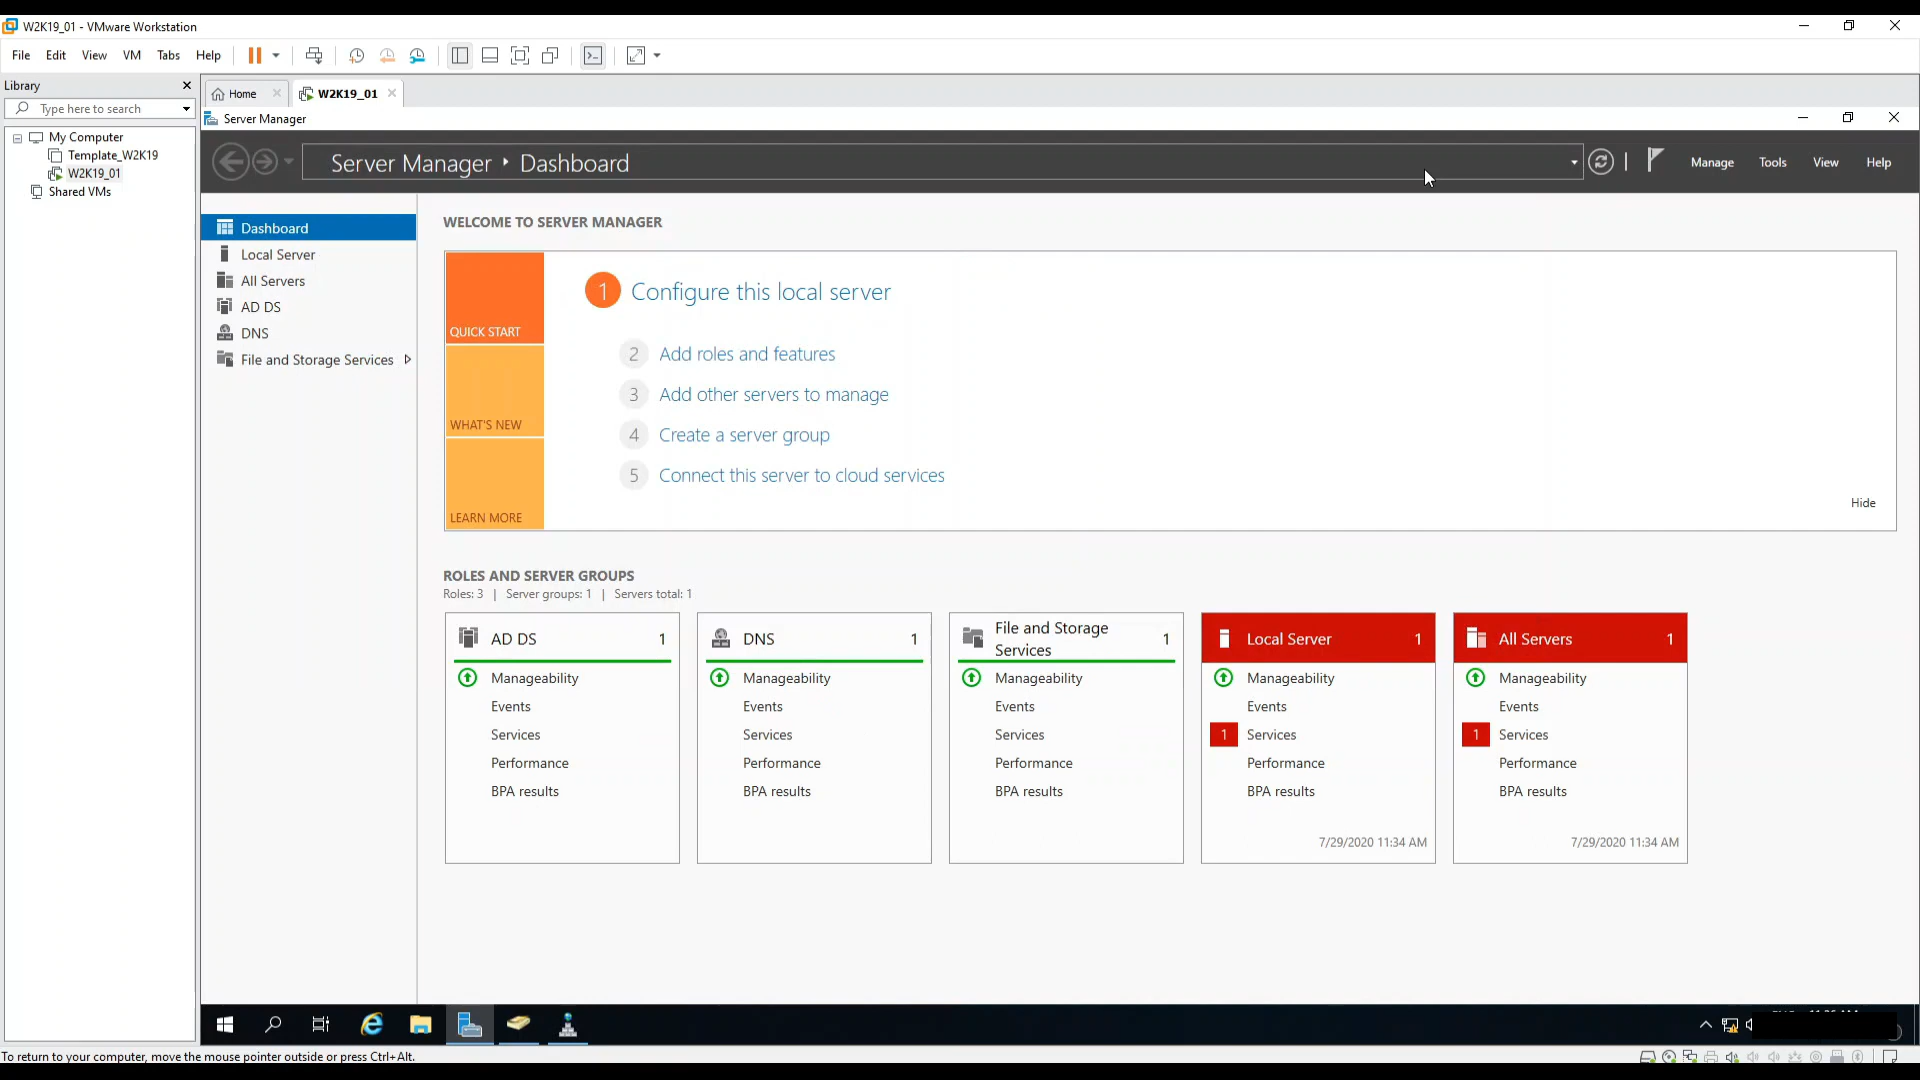 W2K19_01 - VMware Workstation
File Edit View VM Tabs Help
Library
Type here to search
My Computer
Template_W2K19
W2K19_01
Shared VMs
Home
W2K19_01
Server Manager
Server Manager Dashboard
Manage Tools View Help
Dashboard
Local Server
All Servers
AD DS
DNS
File and Storage Services
WELCOME TO SERVER MANAGER
QUICK START
WHAT'S NEW
LEARN MORE
1 Configure this local server
2 Add roles and features
3 Add other servers to manage
4 Create a server group
5 Connect this server to cloud services
Hide
ROLES AND SERVER GROUPS
Roles: 3 | Server groups: 1 | Servers total: 1
AD DS 1
Manageability
Events
Services
Performance
BPA results
DNS 1
Manageability
Events
Services
Performance
BPA results
File and Storage
Services 1
Manageability
Events
Services
Performance
BPA results
Local Server 1
Manageability
Events
1 Services
Performance
BPA results
7/29/2020 11:34 AM
All Servers 1
Manageability
Events
1 Services
Performance
BPA results
7/29/2020 11:34 AM
To return to your computer, move the mouse pointer outside or press Ctrl+Alt.